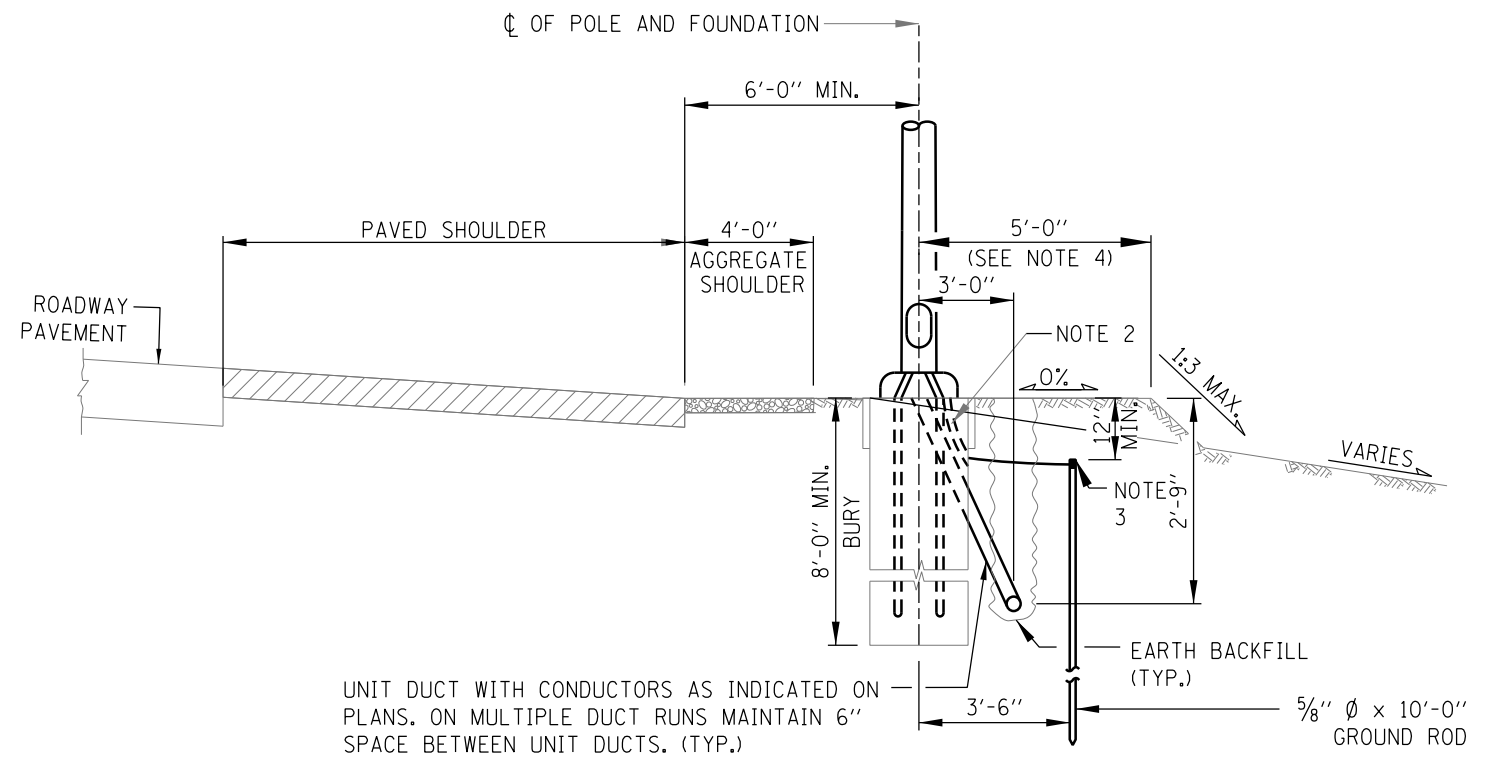 ℄ OF POLE AND FOUNDATION
6'-0" MIN.
PAVED SHOULDER
4'-0"
AGGREGATE
SHOULDER
5'-0"
(SEE NOTE 4)
3'-0"
ROADWAY
PAVEMENT
NOTE 2
0%
1:3 MAX.
12"
MIN.
VARIES
NOTE
3
2'-9"
8'-0" MIN.
BURY
EARTH BACKFILL
(TYP.)
UNIT DUCT WITH CONDUCTORS AS INDICATED ON
PLANS. ON MULTIPLE DUCT RUNS MAINTAIN 6"
SPACE BETWEEN UNIT DUCTS. (TYP.)
3'-6"
⅝" Ø x 10'-0"
GROUND ROD